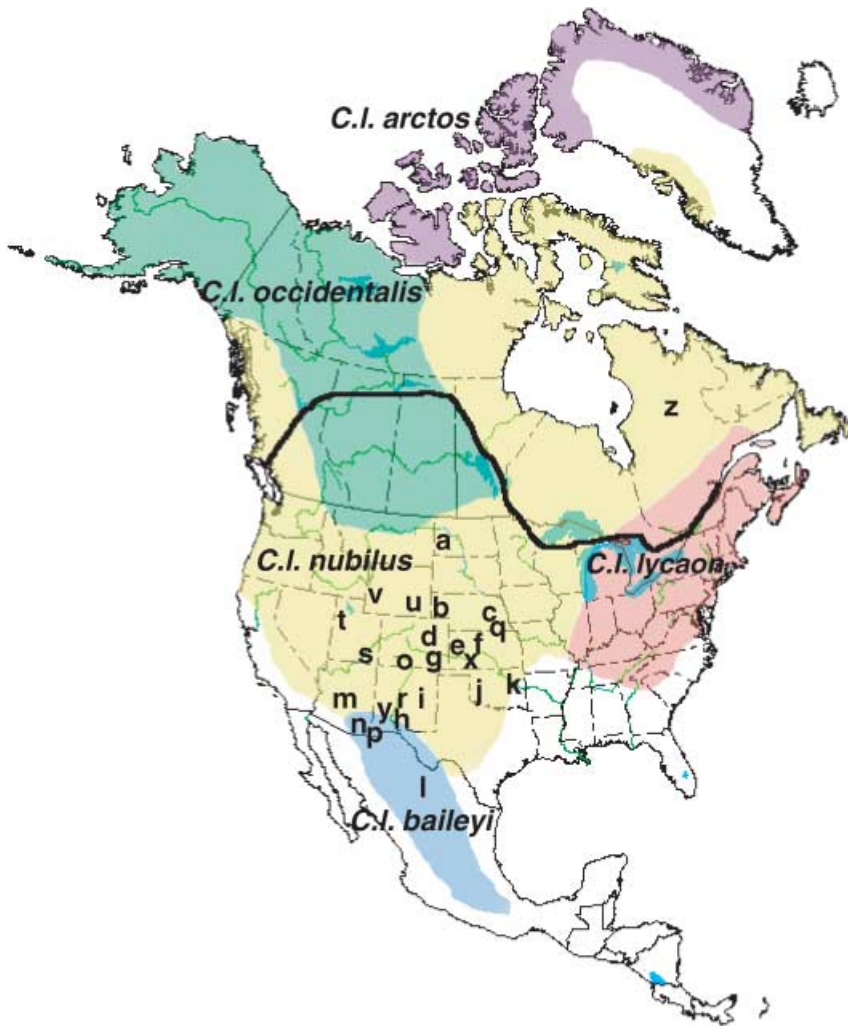 C.l. arctos
C.l. occidentalis
z
a
C.l. nubilus
C.l. lycaon
v
u b c
t q
d e f
s o g x
m r i j k
y h
n p
l
C.l. baileyi